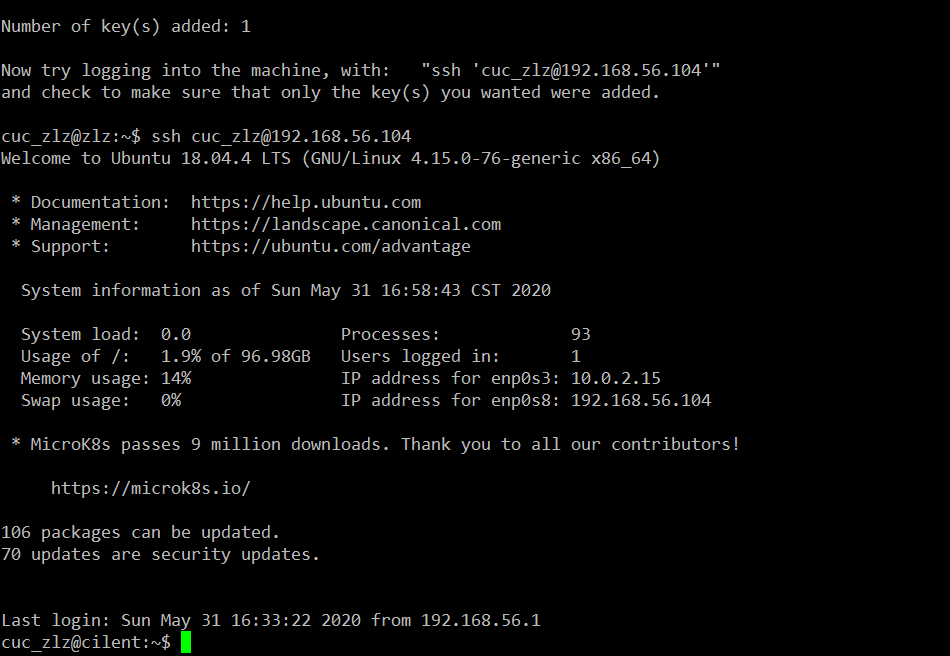 Number of key(s) added: 1
Now try logging into the machine, with:   "ssh 'cuc_zlz@192.168.56.104'"
and check to make sure that only the key(s) you wanted were added.
cuc_zlz@zlz:~$ ssh cuc_zlz@192.168.56.104
Welcome to Ubuntu 18.04.4 LTS (GNU/Linux 4.15.0-76-generic x86_64)
 * Documentation:  https://help.ubuntu.com
 * Management:     https://landscape.canonical.com
 * Support:        https://ubuntu.com/advantage
  System information as of Sun May 31 16:58:43 CST 2020
  System load:  0.0               Processes:             93
  Usage of /:   1.9% of 96.98GB   Users logged in:       1
  Memory usage: 14%               IP address for enp0s3: 10.0.2.15
  Swap usage:   0%                IP address for enp0s8: 192.168.56.104
 * MicroK8s passes 9 million downloads. Thank you to all our contributors!
     https://microk8s.io/
106 packages can be updated.
70 updates are security updates.
Last login: Sun May 31 16:33:22 2020 from 192.168.56.1
cuc_zlz@cilent:~$